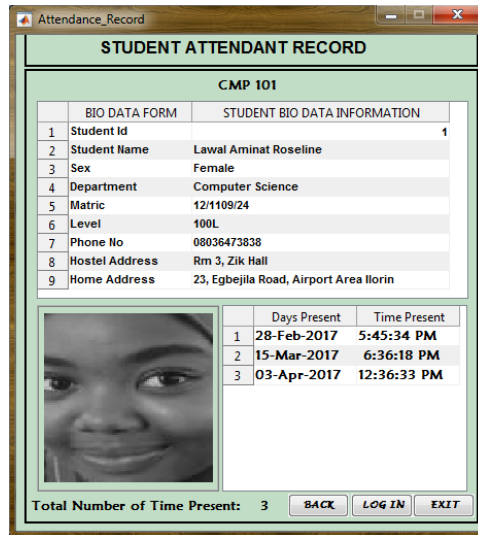 Attendance_Record
STUDENT ATTENDANT RECORD
CMP 101
BIO DATA FORM STUDENT BIO DATA INFORMATION
1 Student Id 1
2 Student Name Lawal Aminat Roseline
3 Sex Female
4 Department Computer Science
5 Matric 12/1109/24
6 Level 100L
7 Phone No 08036473838
8 Hostel Address Rm 3, Zik Hall
9 Home Address 23, Egbejila Road, Airport Area Ilorin
Days Present Time Present
1 28-Feb-2017 5:45:34 PM
2 15-Mar-2017 6:36:18 PM
3 03-Apr-2017 12:36:33 PM
Total Number of Time Present: 3 BACK LOG IN EXIT